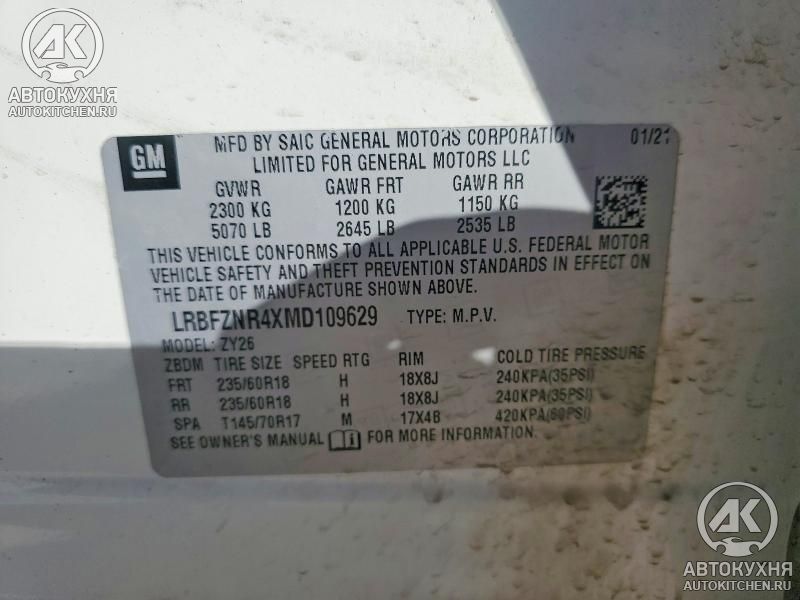 AK
АВТОКУХНЯ
AUTOKITCHEN.RU
GM
MFD BY SAIC GENERAL MOTORS CORPORATION 01/21
LIMITED FOR GENERAL MOTORS LLC
GVWR GAWR FRT GAWR RR
2300 KG 1200 KG 1150 KG
5070 LB 2645 LB 2535 LB
THIS VEHICLE CONFORMS TO ALL APPLICABLE U.S. FEDERAL MOTOR
VEHICLE SAFETY AND THEFT PREVENTION STANDARDS IN EFFECT ON
THE DATE OF MANUFACTURE SHOWN ABOVE.
LRBFZNR4XMD109629 TYPE: M.P.V.
MODEL: ZY26
ZBDM TIRE SIZE SPEED RTG RIM COLD TIRE PRESSURE
FRT 235/60R18 H 18X8J 240KPA(35PSI)
RR 235/60R18 H 18X8J 240KPA(35PSI)
SPA T145/70R17 M 17X4B 420KPA(60PSI)
SEE OWNER'S MANUAL FOR MORE INFORMATION.
AK
АВТОКУХНЯ
AUTOKITCHEN.RU